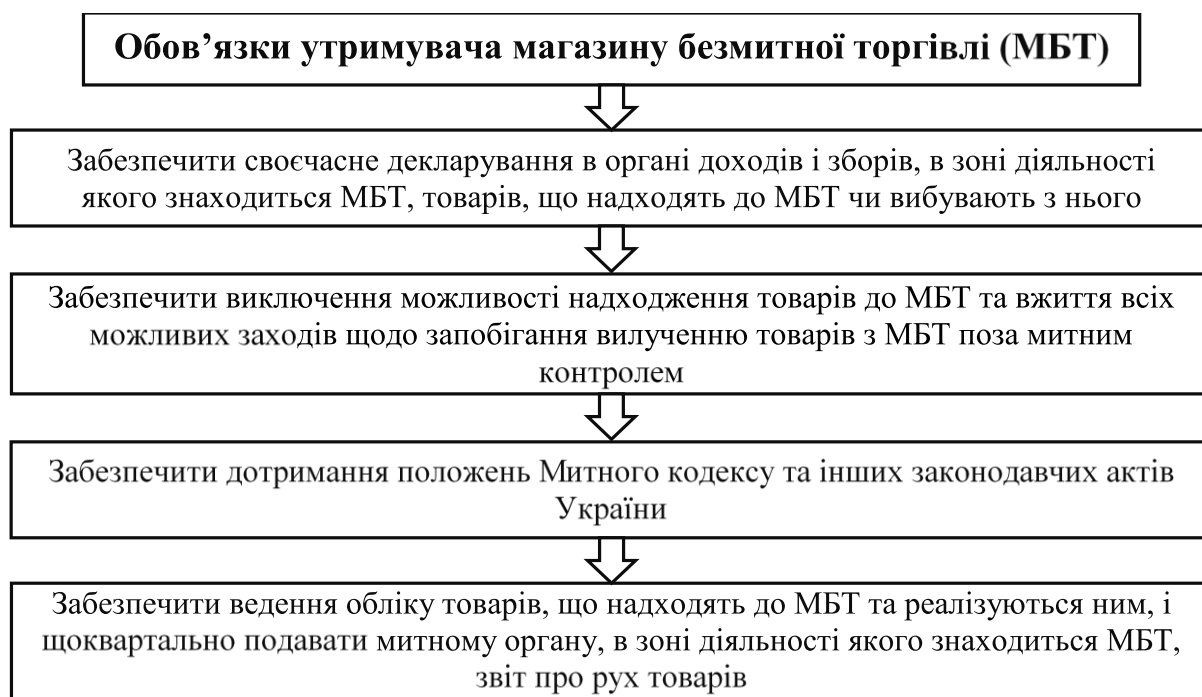 Обов’язки утримувача магазину безмитної торгівлі (МБТ)
Забезпечити своєчасне декларування в органі доходів і зборів, в зоні діяльності
якого знаходиться МБТ, товарів, що надходять до МБТ чи вибувають з нього
Забезпечити виключення можливості надходження товарів до МБТ та вжиття всіх
можливих заходів щодо запобігання вилученню товарів з МБТ поза митним
контролем
Забезпечити дотримання положень Митного кодексу та інших законодавчих актів
України
Забезпечити ведення обліку товарів, що надходять до МБТ та реалізуються ним, і
щоквартально подавати митному органу, в зоні діяльності якого знаходиться МБТ,
звіт про рух товарів